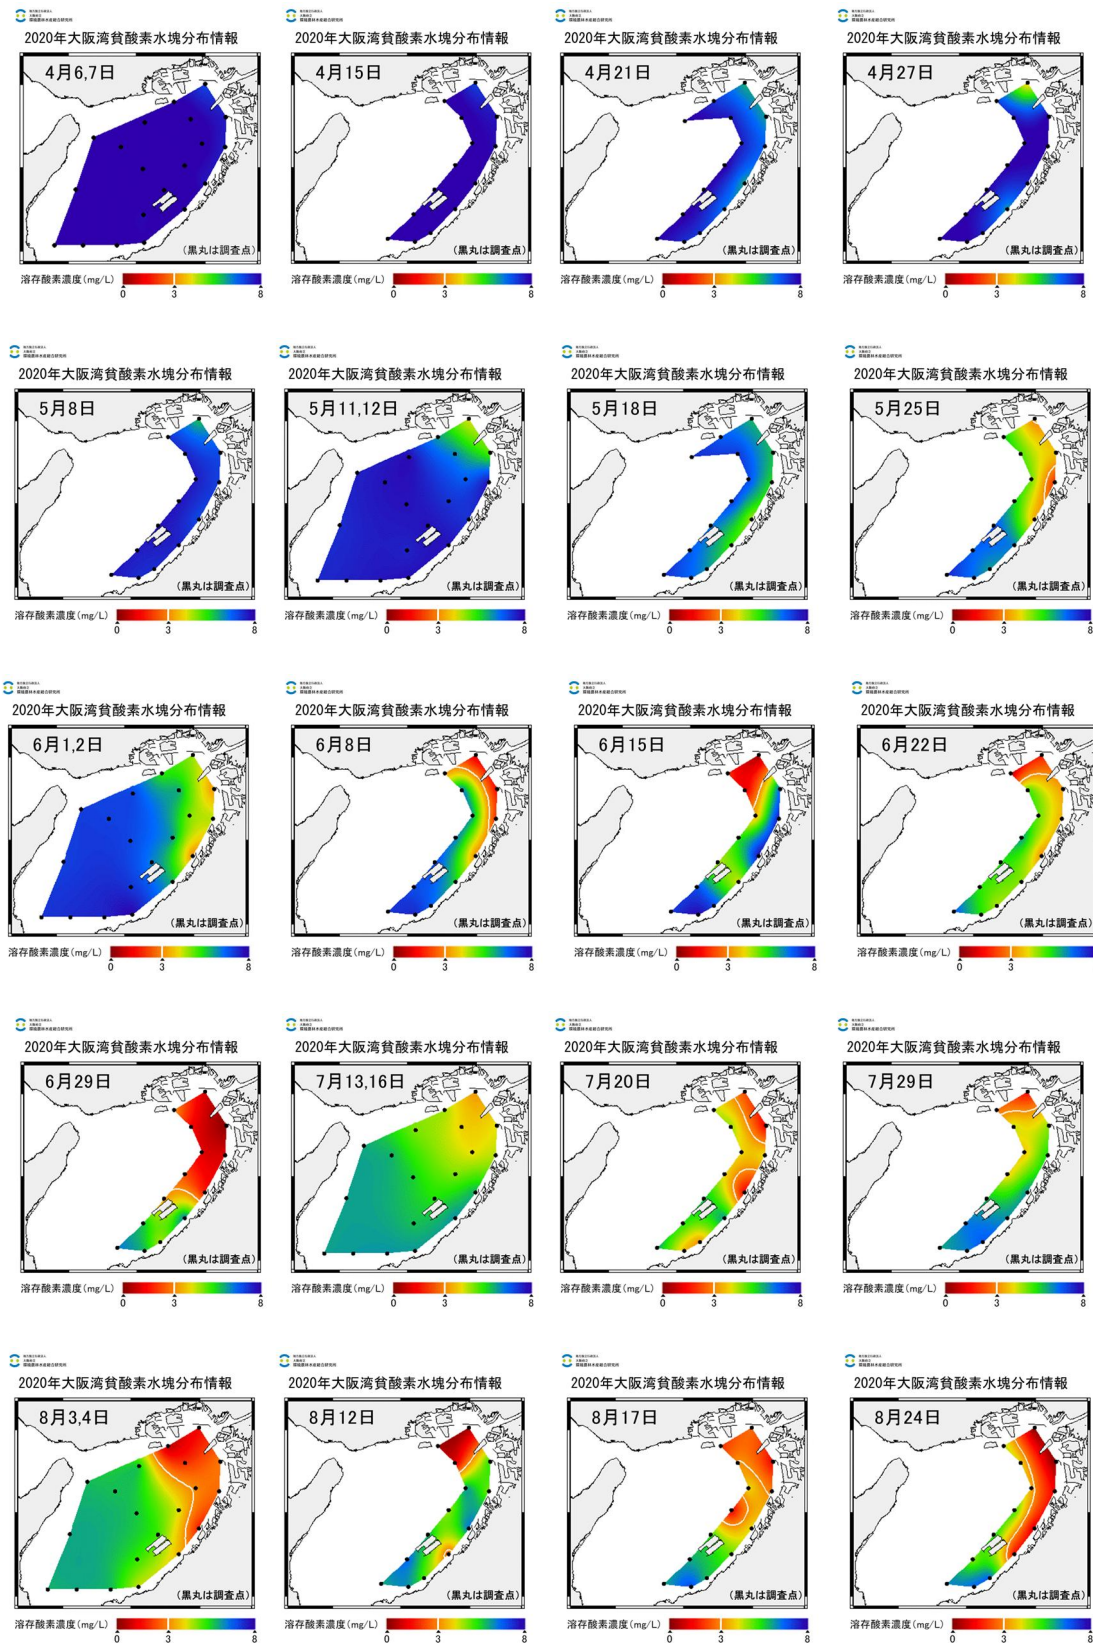 2020年大阪湾貧酸素水塊分布情報
4月6,7日
(黒丸は調査点)
溶存酸素濃度(mg/L)
0 3 8
2020年大阪湾貧酸素水塊分布情報
4月15日
(黒丸は調査点)
溶存酸素濃度(mg/L)
0 3 8
2020年大阪湾貧酸素水塊分布情報
4月21日
(黒丸は調査点)
溶存酸素濃度(mg/L)
0 3 8
2020年大阪湾貧酸素水塊分布情報
4月27日
(黒丸は調査点)
溶存酸素濃度(mg/L)
0 3 8
2020年大阪湾貧酸素水塊分布情報
5月8日
(黒丸は調査点)
溶存酸素濃度(mg/L)
0 3 8
2020年大阪湾貧酸素水塊分布情報
5月11,12日
(黒丸は調査点)
溶存酸素濃度(mg/L)
0 3 8
2020年大阪湾貧酸素水塊分布情報
5月18日
(黒丸は調査点)
溶存酸素濃度(mg/L)
0 3 8
2020年大阪湾貧酸素水塊分布情報
5月25日
(黒丸は調査点)
溶存酸素濃度(mg/L)
0 3 8
2020年大阪湾貧酸素水塊分布情報
6月1,2日
(黒丸は調査点)
溶存酸素濃度(mg/L)
0 3 8
2020年大阪湾貧酸素水塊分布情報
6月8日
(黒丸は調査点)
溶存酸素濃度(mg/L)
0 3 8
2020年大阪湾貧酸素水塊分布情報
6月15日
(黒丸は調査点)
溶存酸素濃度(mg/L)
0 3 8
2020年大阪湾貧酸素水塊分布情報
6月22日
(黒丸は調査点)
溶存酸素濃度(mg/L)
0 3
2020年大阪湾貧酸素水塊分布情報
6月29日
(黒丸は調査点)
溶存酸素濃度(mg/L)
0 3 8
2020年大阪湾貧酸素水塊分布情報
7月13,16日
(黒丸は調査点)
溶存酸素濃度(mg/L)
0 3 8
2020年大阪湾貧酸素水塊分布情報
7月20日
(黒丸は調査点)
溶存酸素濃度(mg/L)
0 3 8
2020年大阪湾貧酸素水塊分布情報
7月29日
(黒丸は調査点)
溶存酸素濃度(mg/L)
0 3 8
2020年大阪湾貧酸素水塊分布情報
8月3,4日
(黒丸は調査点)
溶存酸素濃度(mg/L)
0 3 8
2020年大阪湾貧酸素水塊分布情報
8月12日
(黒丸は調査点)
溶存酸素濃度(mg/L)
0 3 8
2020年大阪湾貧酸素水塊分布情報
8月17日
(黒丸は調査点)
溶存酸素濃度(mg/L)
0 3 8
2020年大阪湾貧酸素水塊分布情報
8月24日
(黒丸は調査点)
溶存酸素濃度(mg/L)
0 3 8